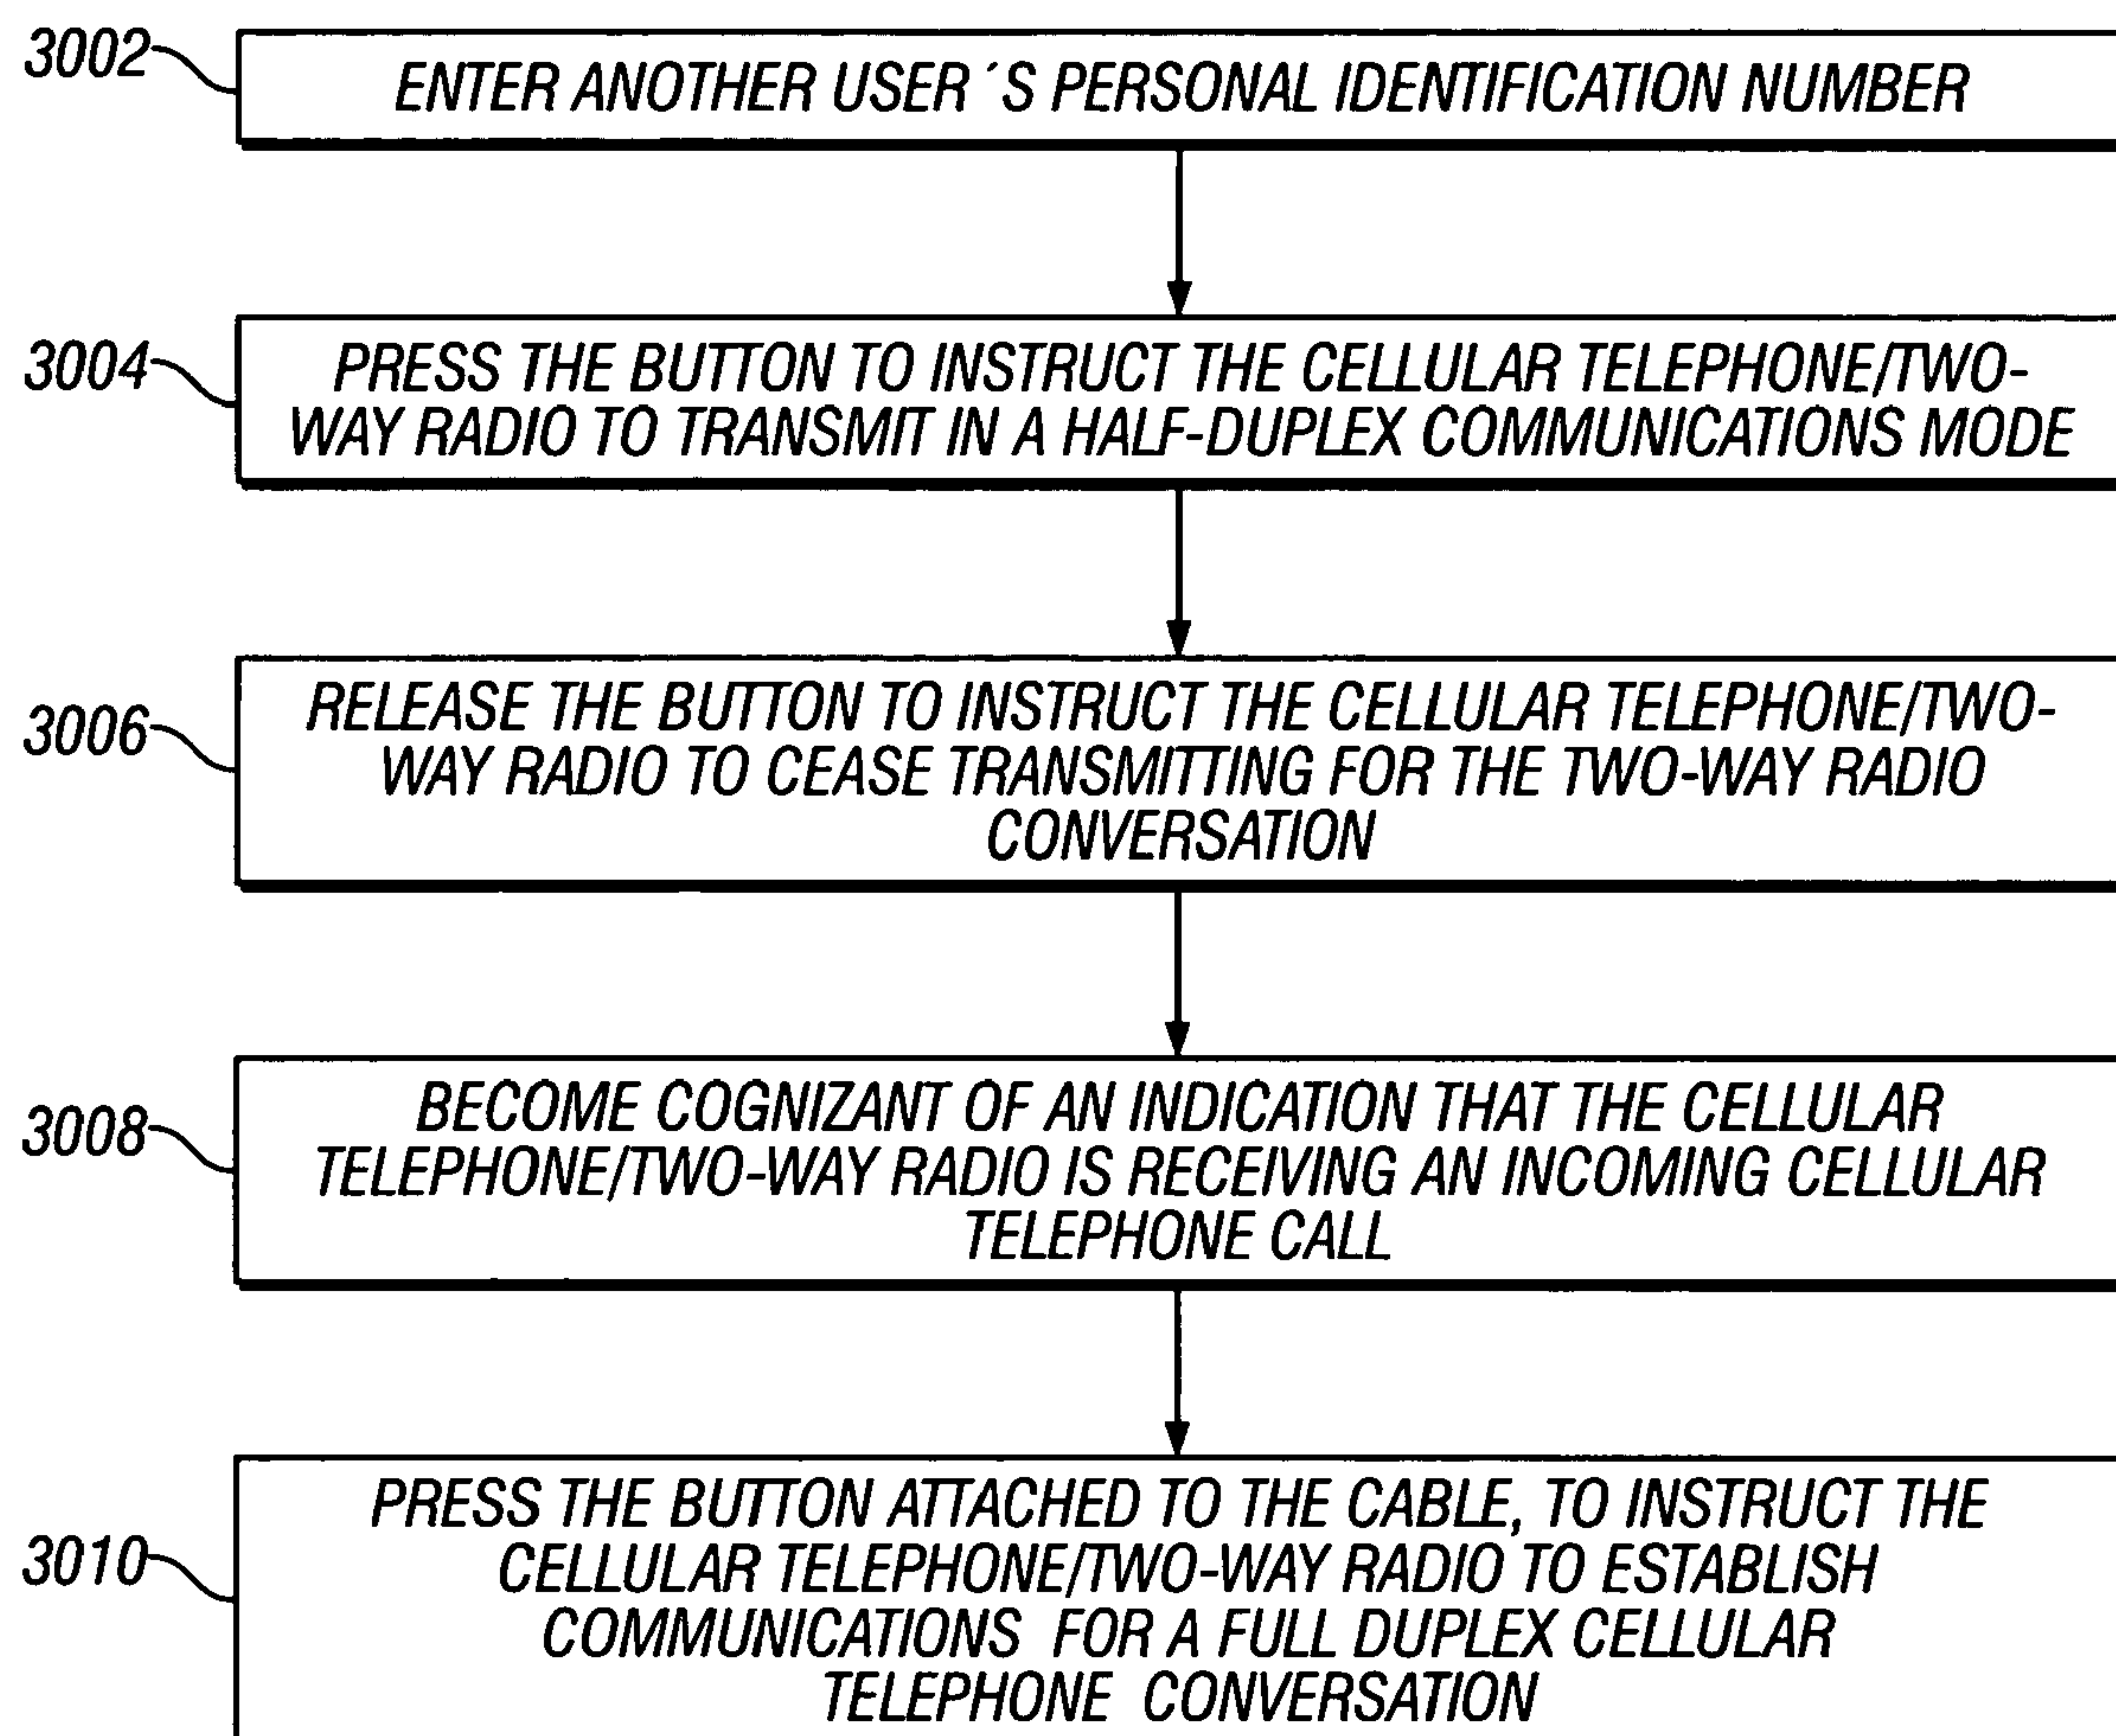 3002
ENTER ANOTHER USER´S PERSONAL IDENTIFICATION NUMBER
3004
PRESS THE BUTTON TO INSTRUCT THE CELLULAR TELEPHONE/TWO-
WAY RADIO TO TRANSMIT IN A HALF-DUPLEX COMMUNICATIONS MODE
3006
RELEASE THE BUTTON TO INSTRUCT THE CELLULAR TELEPHONE/TWO-
WAY RADIO TO CEASE TRANSMITTING FOR THE TWO-WAY RADIO
CONVERSATION
3008
BECOME COGNIZANT OF AN INDICATION THAT THE CELLULAR
TELEPHONE/TWO-WAY RADIO IS RECEIVING AN INCOMING CELLULAR
TELEPHONE CALL
3010
PRESS THE BUTTON ATTACHED TO THE CABLE, TO INSTRUCT THE
CELLULAR TELEPHONE/TWO-WAY RADIO TO ESTABLISH
COMMUNICATIONS FOR A FULL DUPLEX CELLULAR
TELEPHONE CONVERSATION